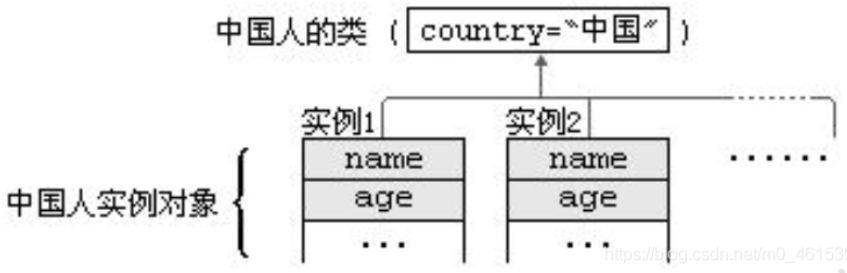 中国人的类 (country="中国")
实例1 实例2
name name ······
age age
中国人实例对象
··· ···
https://blog.csdn.net/m0_46153